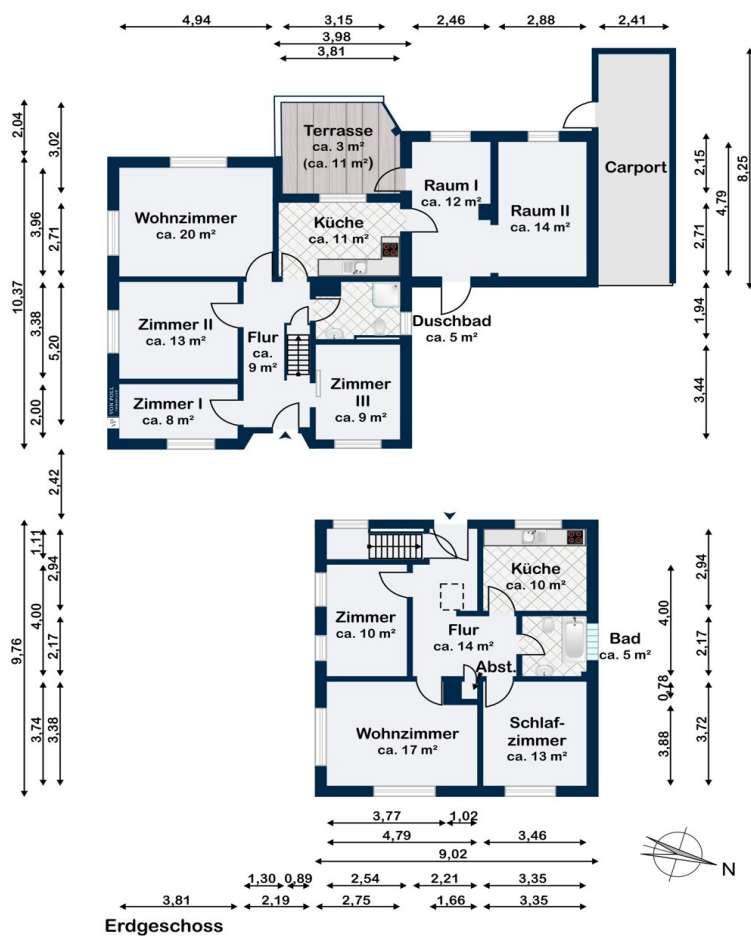 4,94
3,15
2,46
2,88
2,41
3,98
3,81
2,04
3,02
Terrasse
ca. 3 m²
(ca. 11 m²)
Carport
2,15
4,79
8,25
Raum I
ca. 12 m²
Raum II
ca. 14 m²
Wohnzimmer
ca. 20 m²
Küche
ca. 11 m²
3,96
2,71
2,71
10,37
3,38
5,20
Zimmer II
ca. 13 m²
Flur
ca.
9 m²
Duschbad
ca. 5 m²
1,94
Zimmer I
ca. 8 m²
Zimmer
III
ca. 9 m²
2,00
3,44
VP VON POLL
2,42
1,11
2,94
4,00
2,17
9,76
3,74
3,38
Küche
ca. 10 m²
Zimmer
ca. 10 m²
Flur
ca. 14 m²
Bad
ca. 5 m²
Abst.
Wohnzimmer
ca. 17 m²
Schlaf-
zimmer
ca. 13 m²
4,00
2,94
2,17
0,78
3,88
3,72
3,77
1,02
4,79
3,46
9,02
1,30
0,89
2,54
2,21
3,35
3,81
2,19
2,75
1,66
3,35
N
Erdgeschoss